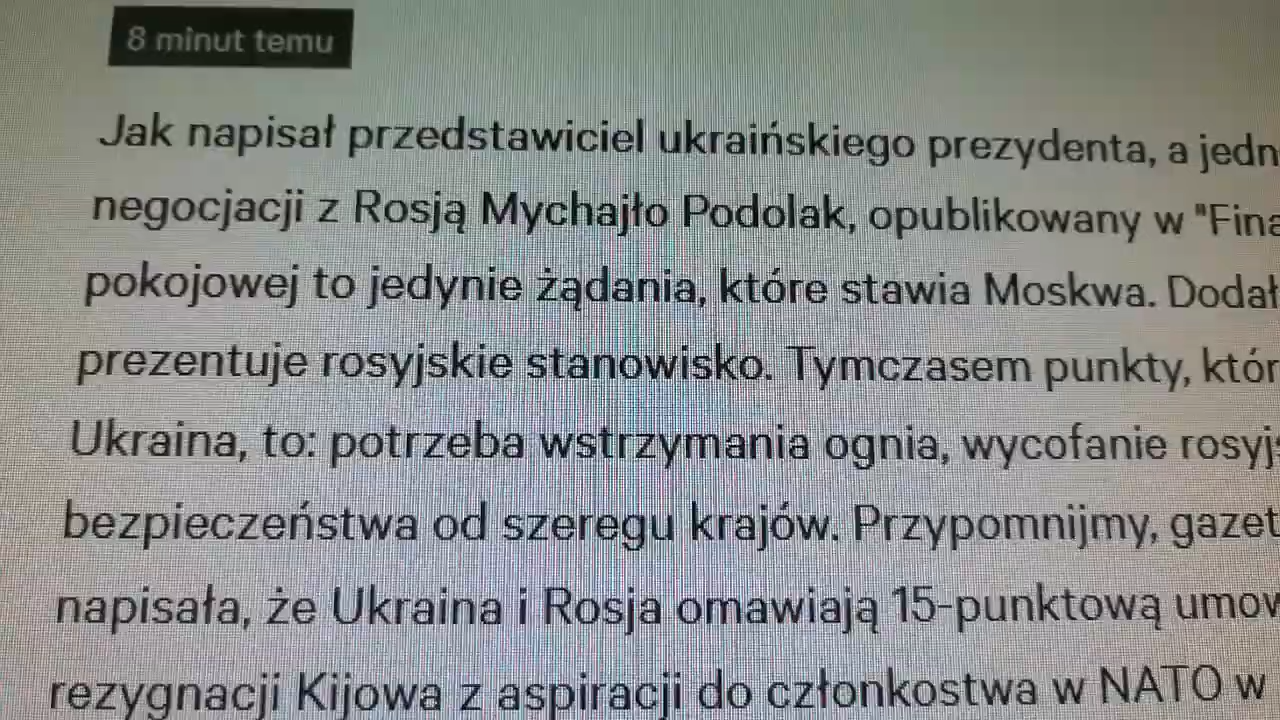 8 minut temu
Jak napisał przedstawiciel ukraińskiego prezydenta, a jedn
negocjacji z Rosją Mychajło Podolak, opublikowany w "Fina
pokojowej to jedynie żądania, które stawia Moskwa. Dodał
prezentuje rosyjskie stanowisko. Tymczasem punkty, któr
Ukraina, to: potrzeba wstrzymania ognia, wycofanie rosyj
bezpieczeństwa od szeregu krajów. Przypomnijmy, gazet
napisała, że Ukraina i Rosja omawiają 15-punktową umow
rezygnacji Kijowa z aspiracji do członkostwa w NATO w